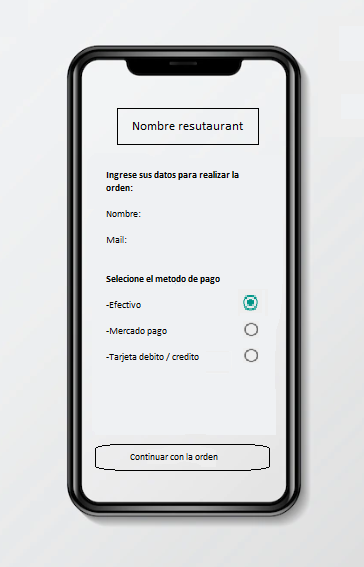 Nombre resutaurant
Ingrese sus datos para realizar la
orden:
Nombre:
Mail:
Selecione el metodo de pago
-Efectivo
-Mercado pago
-Tarjeta debito / credito
Continuar con la orden